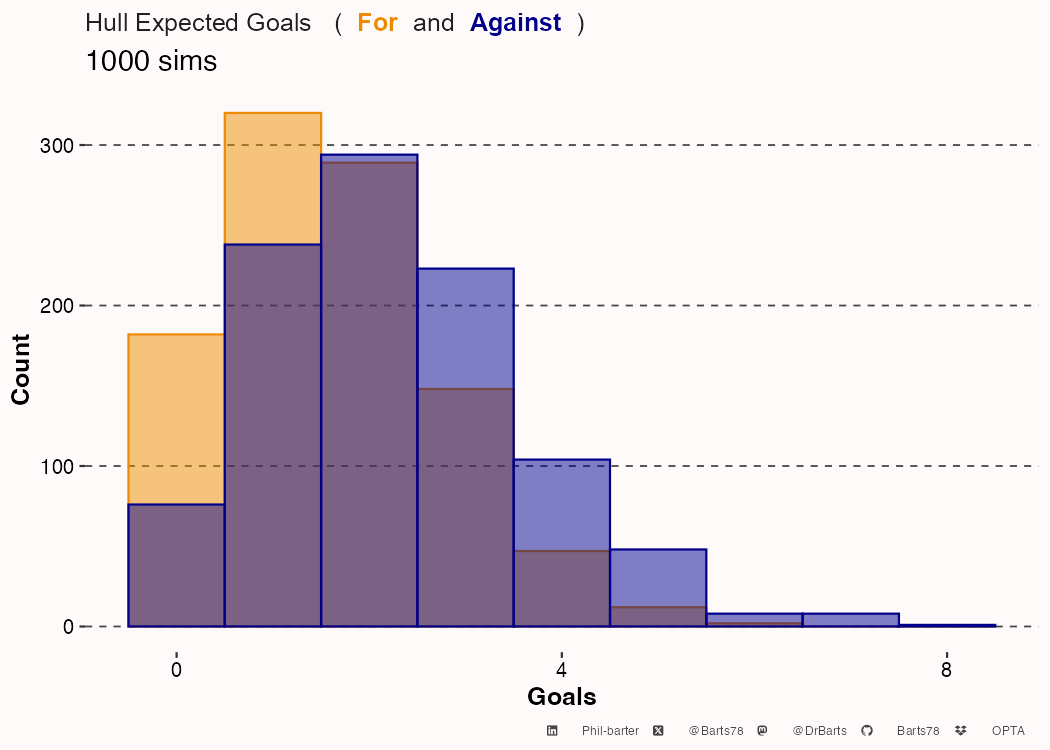 Hull Expected Goals ( For and Against )
1000 sims
300
200
100
0
Count
0 4 8
Goals
Phil-barter @Barts78 @DrBarts Barts78 OPTA